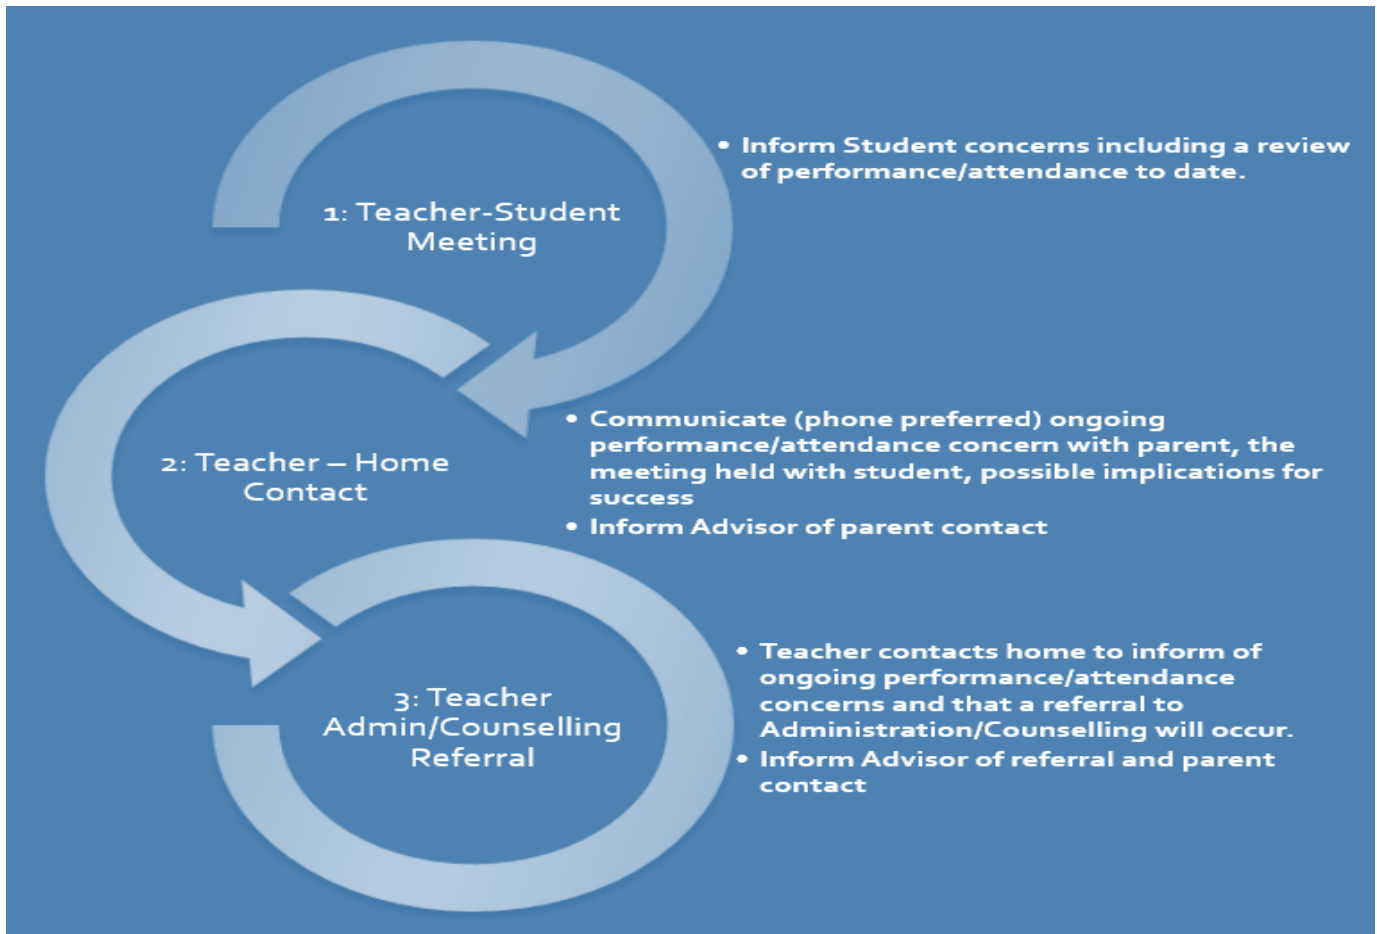 1: Teacher-Student
Meeting
• Inform Student concerns including a review
of performance/attendance to date.
2: Teacher – Home
Contact
• Communicate (phone preferred) ongoing
performance/attendance concern with parent, the
meeting held with student, possible implications for
success
• Inform Advisor of parent contact
3: Teacher
Admin/Counselling
Referral
• Teacher contacts home to inform of
ongoing performance/attendance
concerns and that a referral to
Administration/Counselling will occur.
• Inform Advisor of referral and parent
contact